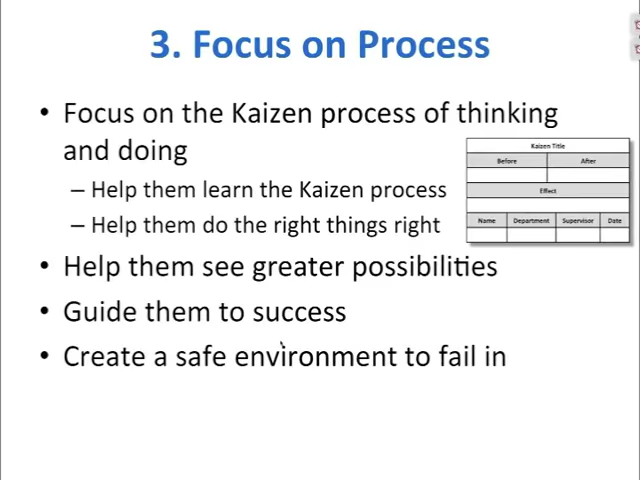 3. Focus on Process
• Focus on the Kaizen process of thinking
and doing
– Help them learn the Kaizen process
– Help them do the right things right
• Help them see greater possibilities
• Guide them to success
• Create a safe environment to fail in
Kaizen Title
Before After
Effect
Name Department Supervisor Date